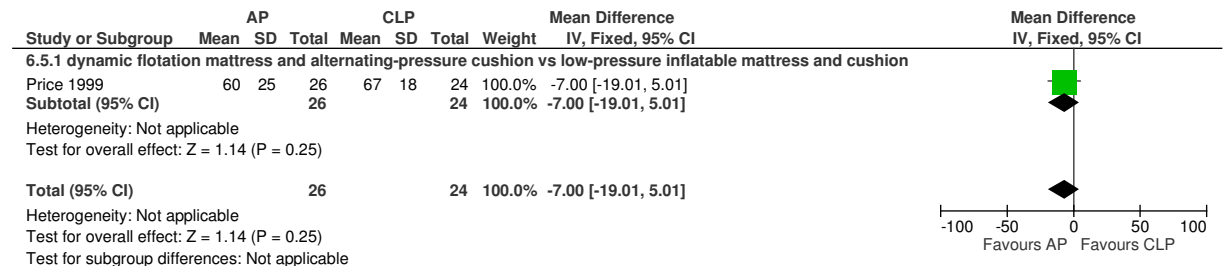 AP CLP Mean Difference Mean Difference
Study or Subgroup Mean SD Total Mean SD Total Weight IV, Fixed, 95% CI IV, Fixed, 95% CI
6.5.1 dynamic flotation mattress and alternating-pressure cushion vs low-pressure inflatable mattress and cushion
Price 1999 60 25 26 67 18 24 100.0% -7.00 [-19.01, 5.01]
Subtotal (95% CI) 26 24 100.0% -7.00 [-19.01, 5.01]
Heterogeneity: Not applicable
Test for overall effect: Z = 1.14 (P = 0.25)
Total (95% CI) 26 24 100.0% -7.00 [-19.01, 5.01]
Heterogeneity: Not applicable
Test for overall effect: Z = 1.14 (P = 0.25)
Test for subgroup differences: Not applicable
-100 -50 0 50 100
Favours AP Favours CLP